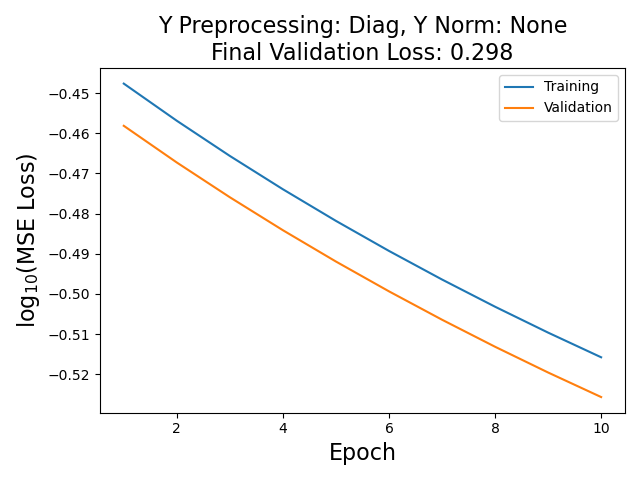 Y Preprocessing: Diag, Y Norm: None
Final Validation Loss: 0.298
Training
Validation
−0.45
−0.46
−0.47
−0.48
−0.49
−0.50
−0.51
−0.52
log₁₀(MSE Loss)
2
4
6
8
10
Epoch